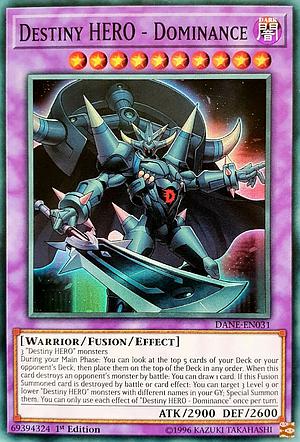 DESTINY HERO - DOMINANCE
DARK
闇
D
DANE-EN031
[WARRIOR/FUSION/EFFECT]
3 "Destiny HERO" monsters
During your Main Phase: You can look at the top 5 cards of your Deck or your
opponent's Deck, then place them on the top of the Deck in any order. When this
card destroys an opponent's monster by battle: You can draw 1 card. If this Fusion
Summoned card is destroyed by battle or card effect: You can target 3 Level 9 or
lower "Destiny HERO" monsters with different names in your GY; Special Summon
them. You can only use each effect of "Destiny HERO - Dominance" once per turn.
ATK/2900 DEF/2600
69394324 1st Edition ©1996 KAZUKI TAKAHASHI